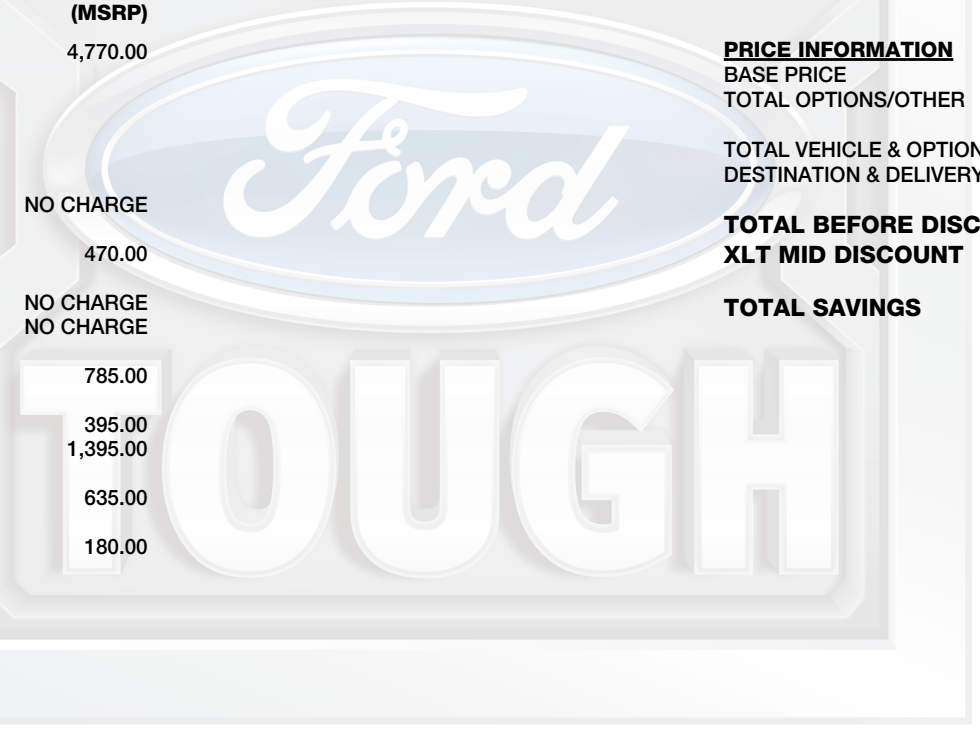 (MSRP)
4,770.00
NO CHARGE
470.00
NO CHARGE
NO CHARGE
785.00
395.00
1,395.00
635.00
180.00
PRICE INFORMATION
BASE PRICE
TOTAL OPTIONS/OTHER
TOTAL VEHICLE & OPTION
DESTINATION & DELIVERY
TOTAL BEFORE DISC
XLT MID DISCOUNT
TOTAL SAVINGS
Ford
TOUGH